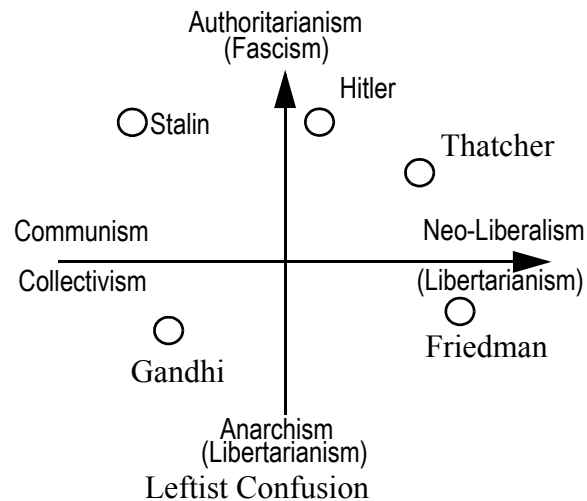 Authoritarianism
(Fascism)
Hitler
Stalin
Thatcher
Communism
Neo-Liberalism
Collectivism
(Libertarianism)
Friedman
Gandhi
Anarchism
(Libertarianism)
Leftist Confusion